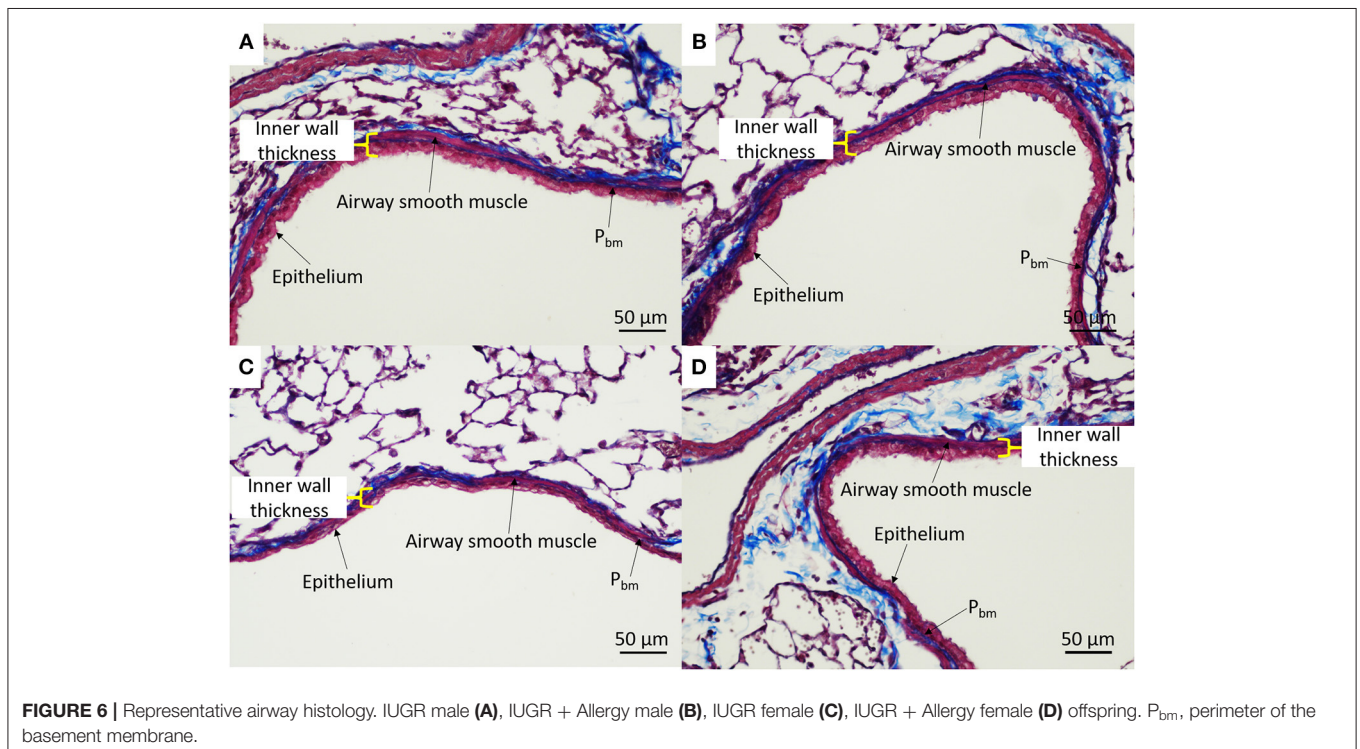 A
Inner wall
thickness
Airway smooth muscle
Pbm
Epithelium
50 µm
B
Inner wall
thickness
Airway smooth muscle
Pbm
Epithelium
50 µm
C
Inner wall
thickness
Airway smooth muscle
Epithelium
Pbm
50 µm
D
Inner wall
thickness
Airway smooth muscle
Epithelium
Pbm
50 µm
FIGURE 6 | Representative airway histology. IUGR male (A), IUGR + Allergy male (B), IUGR female (C), IUGR + Allergy female (D) offspring. Pbm, perimeter of the
basement membrane.